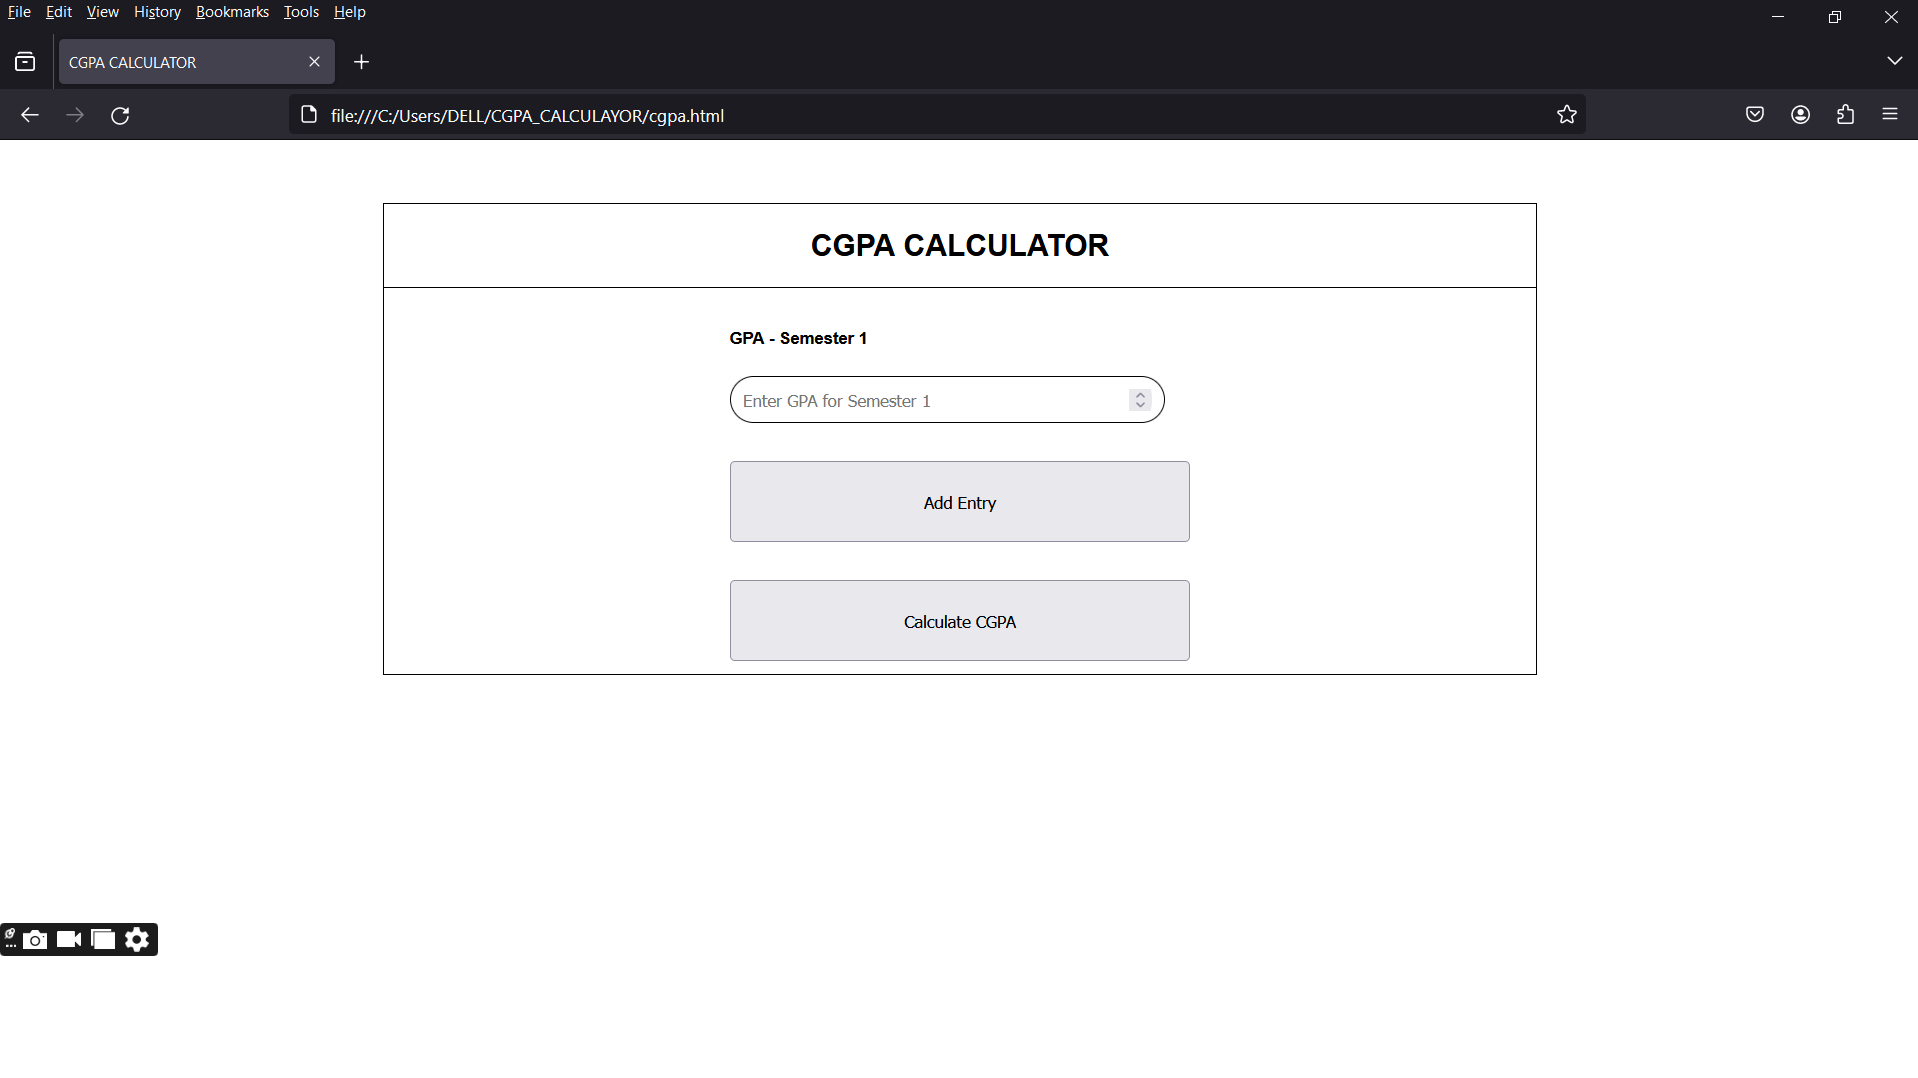 File Edit View History Bookmarks Tools Help
CGPA CALCULATOR
file:///C:/Users/DELL/CGPA_CALCULAYOR/cgpa.html
CGPA CALCULATOR
GPA - Semester 1
Enter GPA for Semester 1
Add Entry
Calculate CGPA